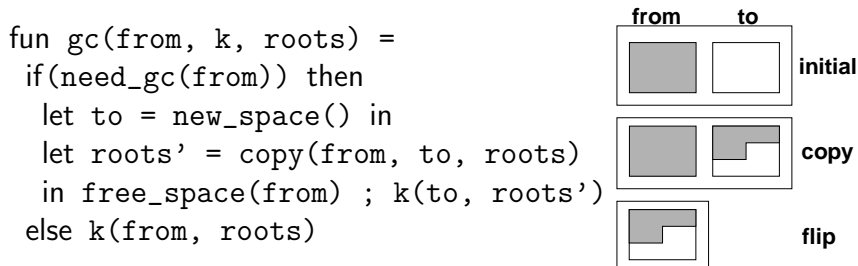 fun gc(from, k, roots) =
if(need_gc(from)) then
let to = new_space() in
let roots' = copy(from, to, roots)
in free_space(from) ; k(to, roots')
else k(from, roots)
from to
initial
copy
flip